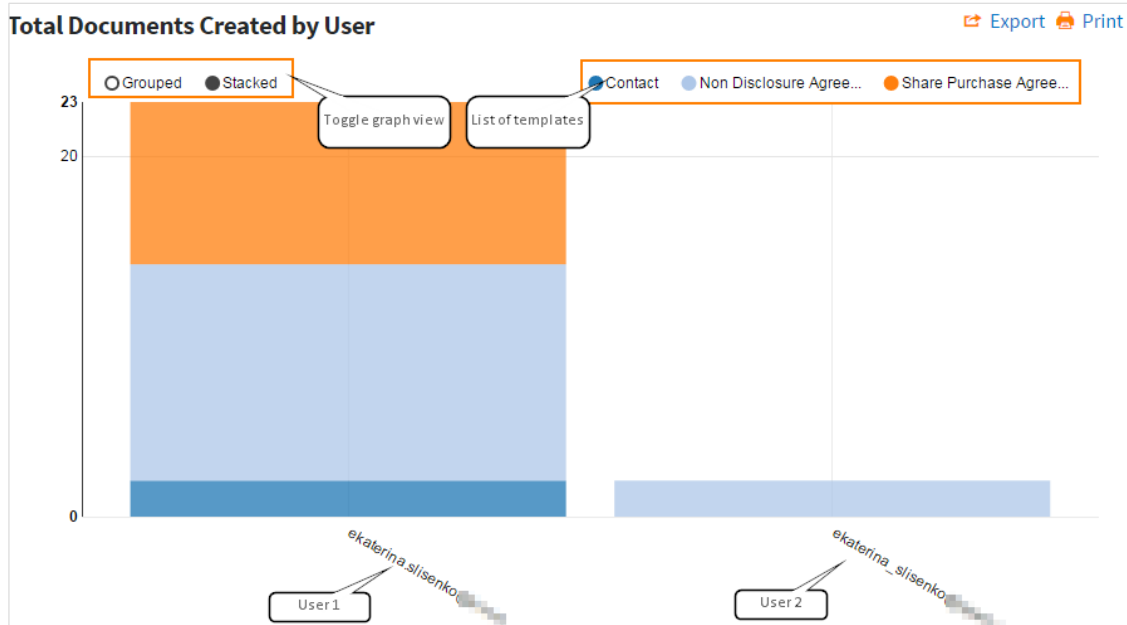 Total Documents Created by User
Export Print
Grouped Stacked
Contact Non Disclosure Agree... Share Purchase Agree...
Toggle graph view
List of templates
23
20
0
ekaterina.slisenko
ekaterina_slisenko
User 1
User 2